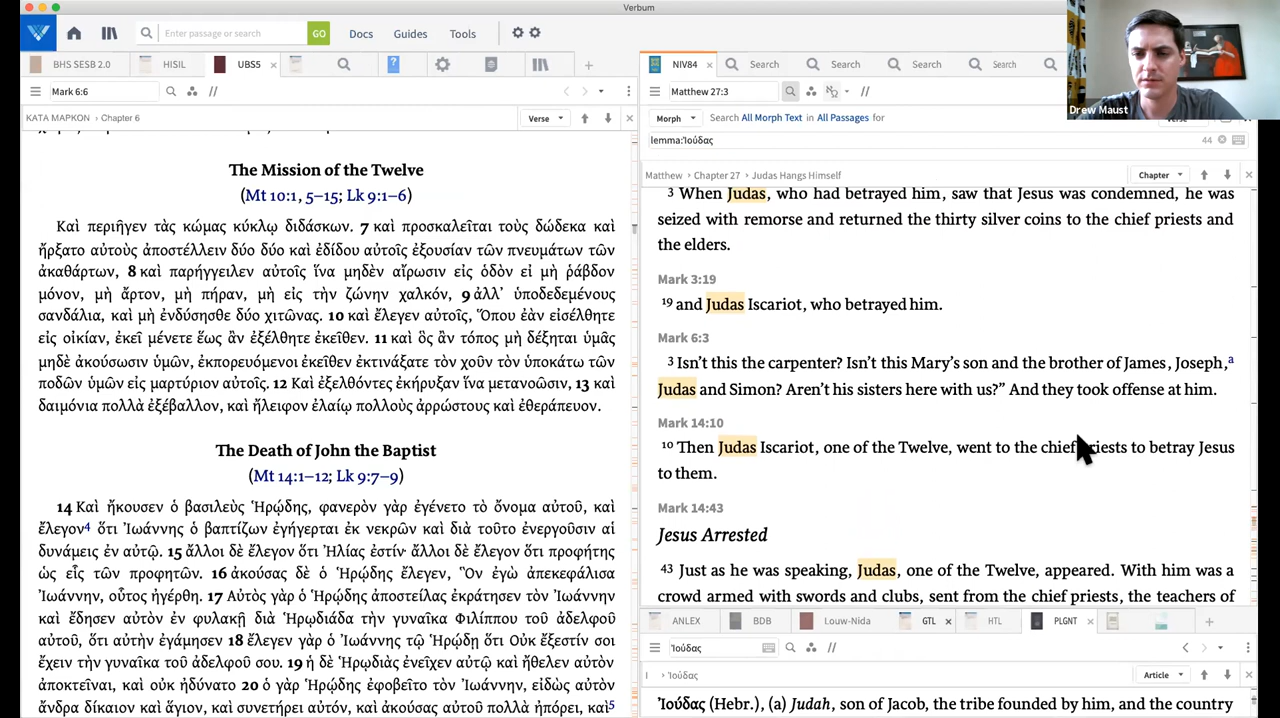 Verbum
Enter passage or search
GO
Docs
Guides
Tools
BHS SESB 2.0
HISIL
UBS5
Mark 6:6
ΚΑΤΑ ΜΑΡΚΟΝ › Chapter 6
Verse
The Mission of the Twelve
(Mt 10:1, 5–15; Lk 9:1–6)
Καὶ περιῆγεν τὰς κώμας κύκλῳ διδάσκων. 7 καὶ προσκαλεῖται τοὺς δώδεκα καὶ
ἤρξατο αὐτοὺς ἀποστέλλειν δύο δύο καὶ ἐδίδου αὐτοῖς ἐξουσίαν τῶν πνευμάτων τῶν
ἀκαθάρτων, 8 καὶ παρήγγειλεν αὐτοῖς ἵνα μηδὲν αἴρωσιν εἰς ὁδὸν εἰ μὴ ῥάβδον
μόνον, μὴ ἄρτον, μὴ πήραν, μὴ εἰς τὴν ζώνην χαλκόν, 9 ἀλλ’ ὑποδεδεμένους
σανδάλια, καὶ μὴ ἐνδύσησθε δύο χιτῶνας. 10 καὶ ἔλεγεν αὐτοῖς, Ὅπου ἐὰν εἰσέλθητε
εἰς οἰκίαν, ἐκεῖ μένετε ἕως ἂν ἐξέλθητε ἐκεῖθεν. 11 καὶ ὃς ἂν τόπος μὴ δέξηται ὑμᾶς
μηδὲ ἀκούσωσιν ὑμῶν, ἐκπορευόμενοι ἐκεῖθεν ἐκτινάξατε τὸν χοῦν τὸν ὑποκάτω τῶν
ποδῶν ὑμῶν εἰς μαρτύριον αὐτοῖς. 12 Καὶ ἐξελθόντες ἐκήρυξαν ἵνα μετανοῶσιν, 13 καὶ
δαιμόνια πολλὰ ἐξέβαλλον, καὶ ἤλειφον ἐλαίῳ πολλοὺς ἀρρώστους καὶ ἐθεράπευον.
The Death of John the Baptist
(Mt 14:1–12; Lk 9:7–9)
14 Καὶ ἤκουσεν ὁ βασιλεὺς Ἡρῴδης, φανερὸν γὰρ ἐγένετο τὸ ὄνομα αὐτοῦ, καὶ
ἔλεγον4 ὅτι Ἰωάννης ὁ βαπτίζων ἐγήγερται ἐκ νεκρῶν καὶ διὰ τοῦτο ἐνεργοῦσιν αἱ
δυνάμεις ἐν αὐτῷ. 15 ἄλλοι δὲ ἔλεγον ὅτι Ἠλίας ἐστίν· ἄλλοι δὲ ἔλεγον ὅτι προφήτης
ὡς εἷς τῶν προφητῶν. 16 ἀκούσας δὲ ὁ Ἡρῴδης ἔλεγεν, Ὃν ἐγὼ ἀπεκεφάλισα
Ἰωάννην, οὗτος ἠγέρθη. 17 Αὐτὸς γὰρ ὁ Ἡρῴδης ἀποστείλας ἐκράτησεν τὸν Ἰωάννην
καὶ ἔδησεν αὐτὸν ἐν φυλακῇ διὰ Ἡρῳδιάδα τὴν γυναῖκα Φιλίππου τοῦ ἀδελφοῦ
αὐτοῦ, ὅτι αὐτὴν ἐγάμησεν· 18 ἔλεγεν γὰρ ὁ Ἰωάννης τῷ Ἡρῴδῃ ὅτι Οὐκ ἔξεστίν σοι
ἔχειν τὴν γυναῖκα τοῦ ἀδελφοῦ σου. 19 ἡ δὲ Ἡρῳδιὰς ἐνεῖχεν αὐτῷ καὶ ἤθελεν αὐτὸν
ἀποκτεῖναι, καὶ οὐκ ἠδύνατο· 20 ὁ γὰρ Ἡρῴδης ἐφοβεῖτο τὸν Ἰωάννην, εἰδὼς αὐτὸν
ἄνδρα δίκαιον καὶ ἅγιον, καὶ συνετήρει αὐτόν, καὶ ἀκούσας αὐτοῦ πολλὰ ἠπόρει, καὶ5
NIV84
Search
Search
Search
Search
Matthew 27:3
Drew Maust
Morph
Search All Morph Text in All Passages for
lemma:Ἰούδας
44
Matthew › Chapter 27 › Judas Hangs Himself
Chapter
3 When Judas, who had betrayed him, saw that Jesus was condemned, he was
seized with remorse and returned the thirty silver coins to the chief priests and
the elders.
Mark 3:19
19 and Judas Iscariot, who betrayed him.
Mark 6:3
3 Isn’t this the carpenter? Isn’t this Mary’s son and the brother of James, Joseph,a
Judas and Simon? Aren’t his sisters here with us?” And they took offense at him.
Mark 14:10
10 Then Judas Iscariot, one of the Twelve, went to the chief priests to betray Jesus
to them.
Mark 14:43
Jesus Arrested
43 Just as he was speaking, Judas, one of the Twelve, appeared. With him was a
crowd armed with swords and clubs, sent from the chief priests, the teachers of
ANLEX
BDB
Louw-Nida
GTL
HTL
PLGNT
Ἰούδας
Ι › Ἰούδας
Article
Ἰούδας (Hebr.), (a) Judah, son of Jacob, the tribe founded by him, and the country